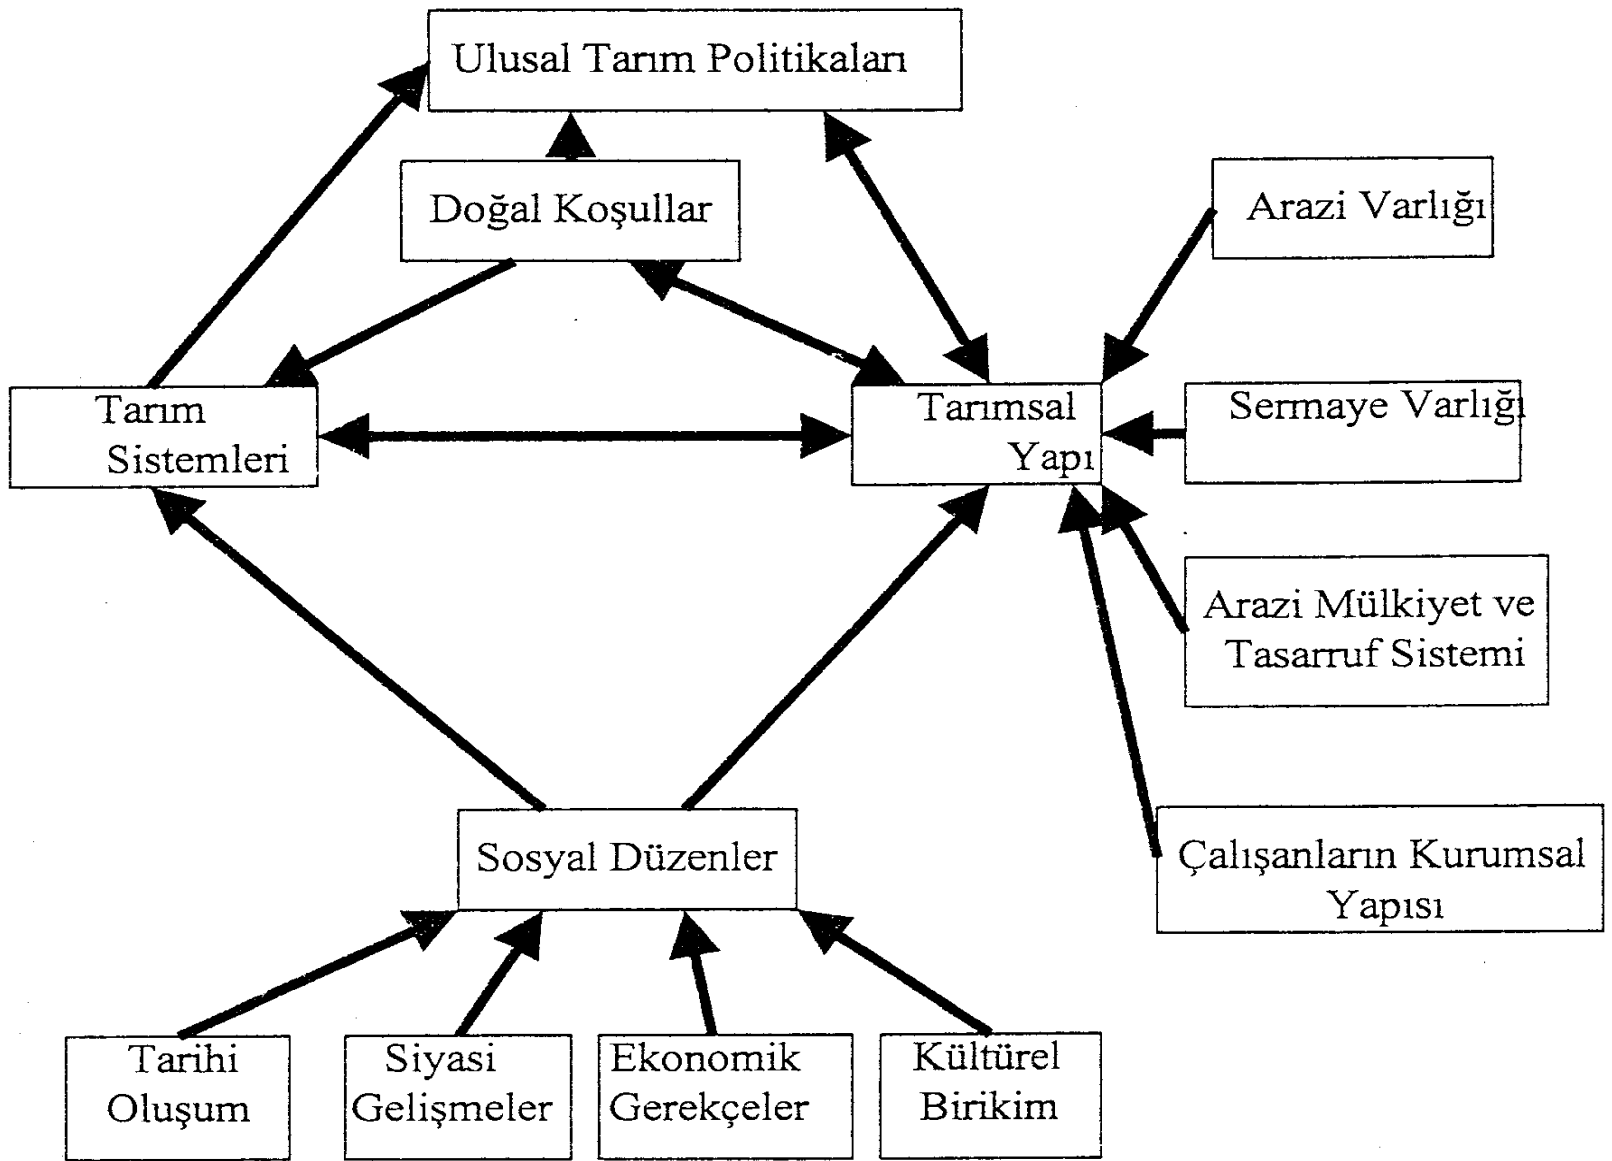 Ulusal Tarım Politikaları
Doğal Koşullar
Arazi Varlığı
Tarım
Sistemleri
Tarımsal
Yapı
Sermaye Varlığı
Arazi Mülkiyet ve
Tasarruf Sistemi
Sosyal Düzenler
Çalışanların Kurumsal
Yapısı
Tarihi
Oluşum
Siyasi
Gelişmeler
Ekonomik
Gerekçeler
Kültürel
Birikim